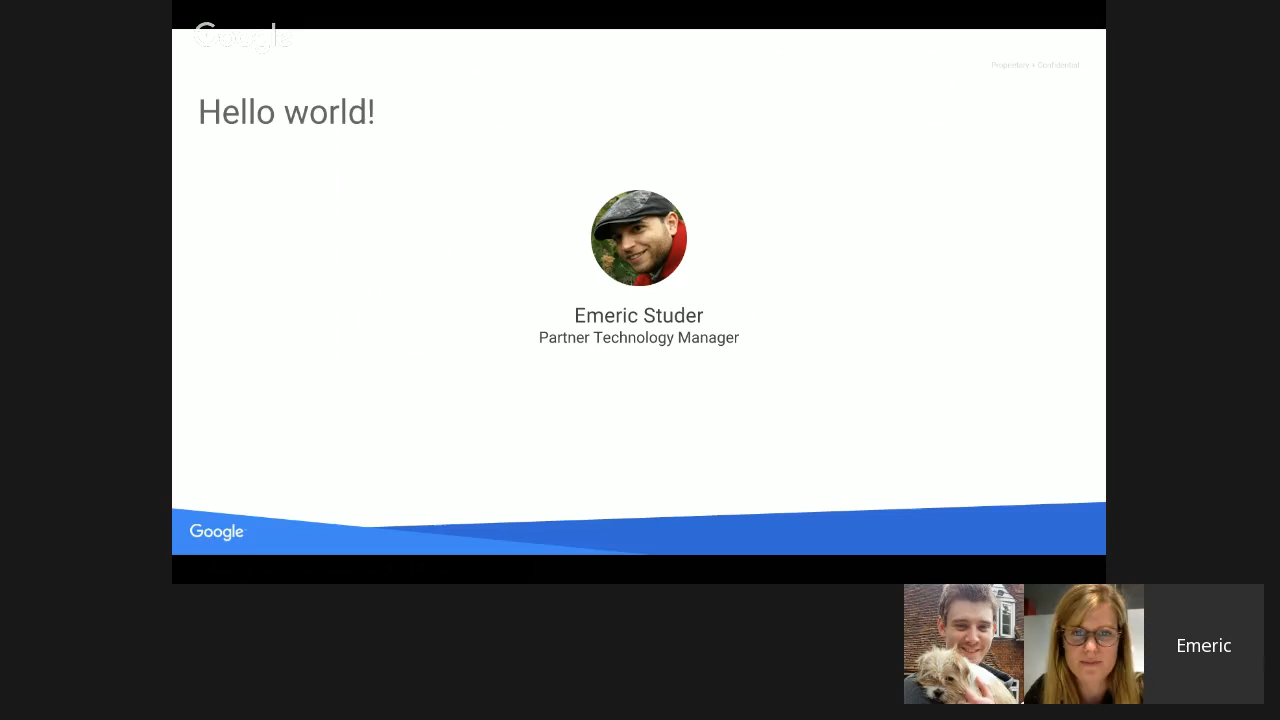 Google
Proprietary + Confidential
Hello world!
Emeric Studer
Partner Technology Manager
Google
Emeric